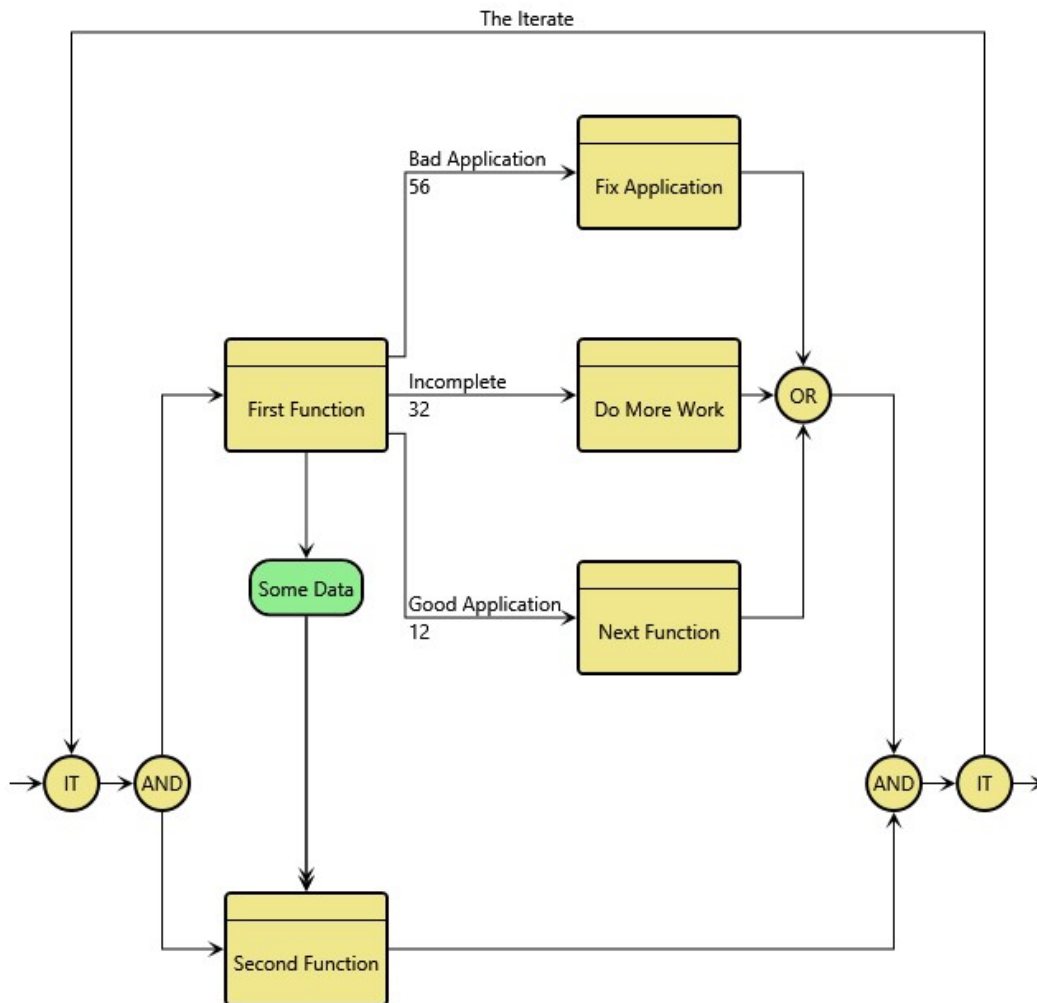 The Iterate
Bad Application
56
Fix Application
First Function
Incomplete
32
Do More Work
OR
Some Data
Good Application
12
Next Function
IT
AND
AND
IT
Second Function